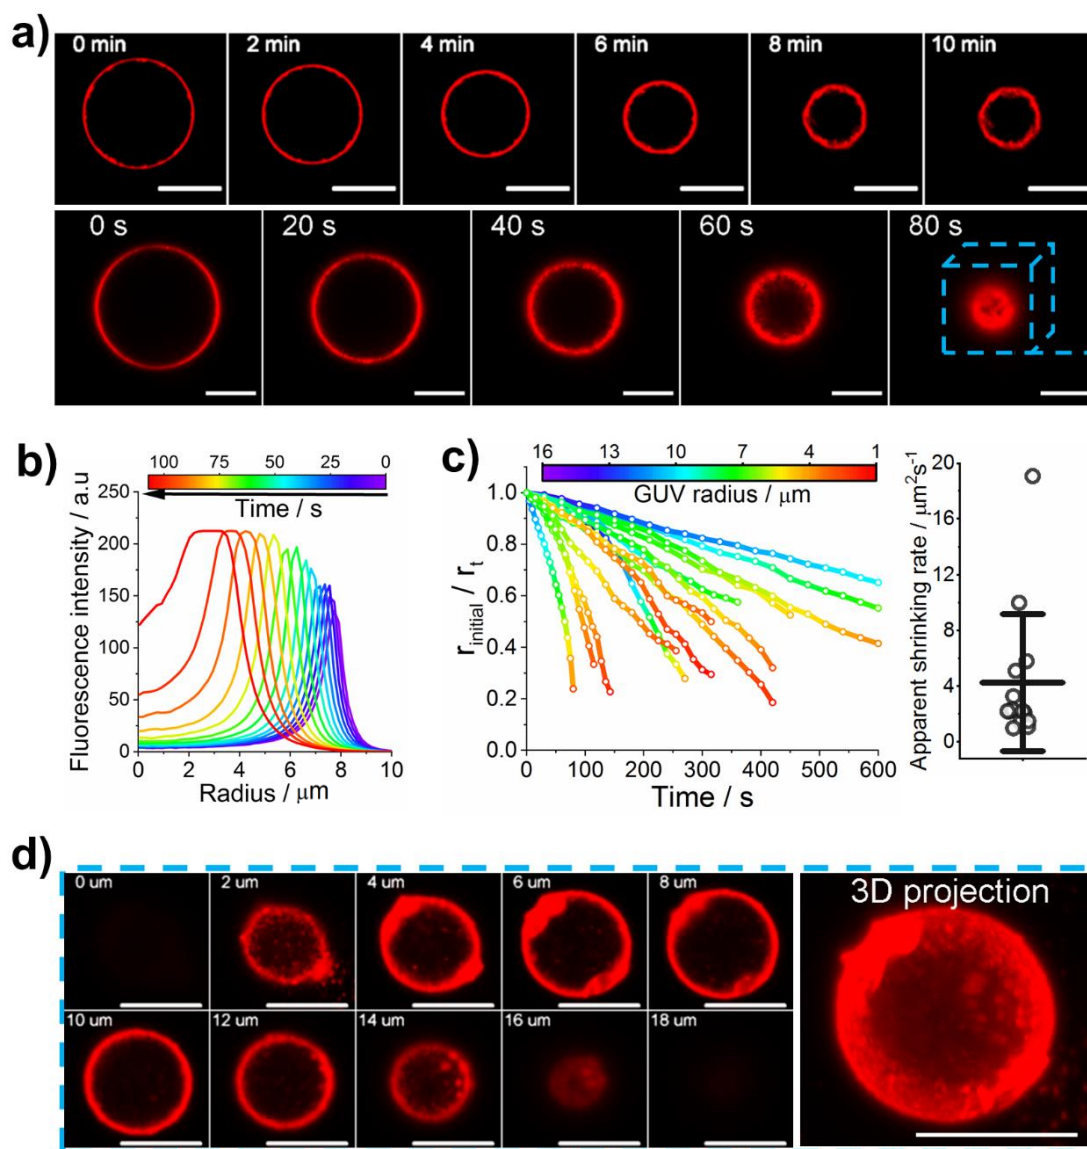 a)
0 min 2 min 4 min 6 min 8 min 10 min
0 s 20 s 40 s 60 s 80 s
b)
100 75 50 25 0
Time / s
250
200
150
100
50
0
Fluorescence intensity / a.u
0 2 4 6 8 10
Radius / μm
c)
16 13 10 7 4 1
GUV radius / μm
1.0
0.8
0.6
0.4
0.2
0.0
r initial / r t
0 100 200 300 400 500 600
Time / s
20
16
12
8
4
0
Apparent shrinking rate / μm²s⁻¹
d)
0 um 2 um 4 um 6 um 8 um
10 um 12 um 14 um 16 um 18 um
3D projection